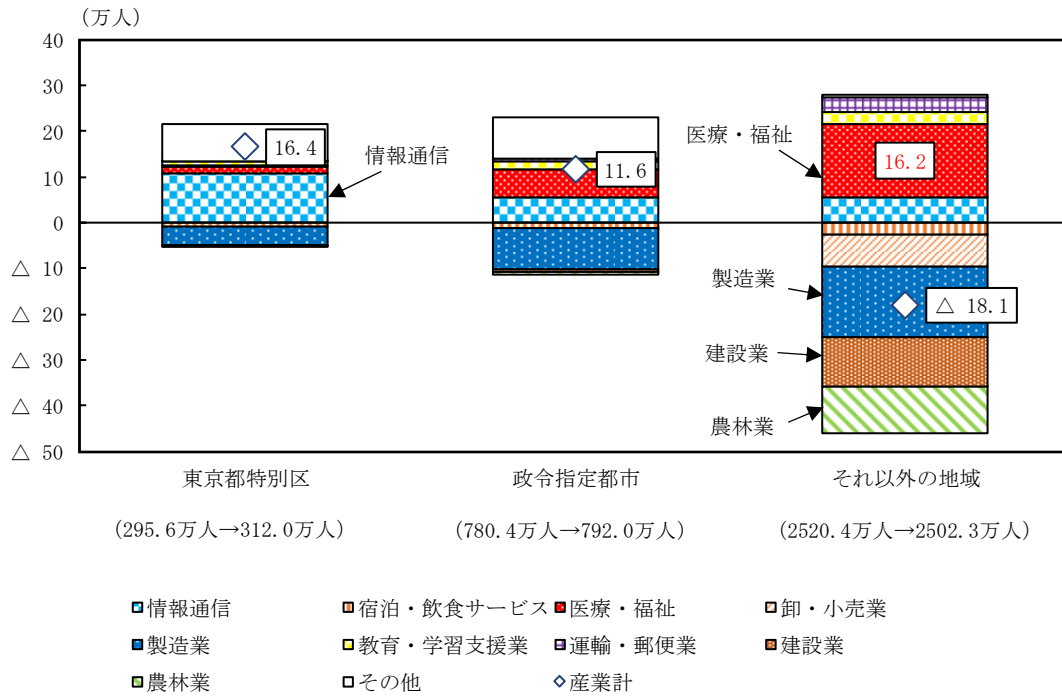 (万人)
40
30
20
10
0
△ 10
△ 20
△ 30
△ 40
△ 50
16.4
情報通信
11.6
医療・福祉
16.2
製造業
△ 18.1
建設業
農林業
東京都特別区 政令指定都市 それ以外の地域
(295.6万人→312.0万人) (780.4万人→792.0万人) (2520.4万人→2502.3万人)
情報通信 宿泊・飲食サービス 医療・福祉 卸・小売業
製造業 教育・学習支援業 運輸・郵便業 建設業
農林業 その他 産業計